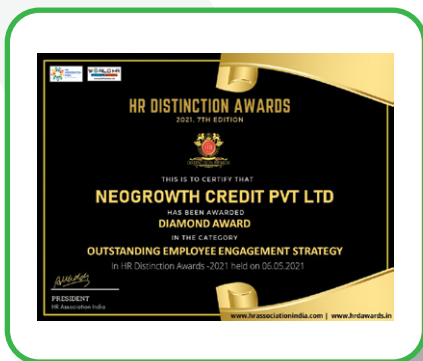 WORLD HR
HR DISTINCTION AWARDS
2021, 7TH EDITION
THIS IS TO CERTIFY THAT
NEOGROWTH CREDIT PVT LTD
HAS BEEN AWARDED
DIAMOND AWARD
IN THE CATEGORY
OUTSTANDING EMPLOYEE ENGAGEMENT STRATEGY
In HR Distinction Awards -2021 held on 06.05.2021
PRESIDENT
HR Association India
www.hrassociationindia.com | www.hrdawards.in